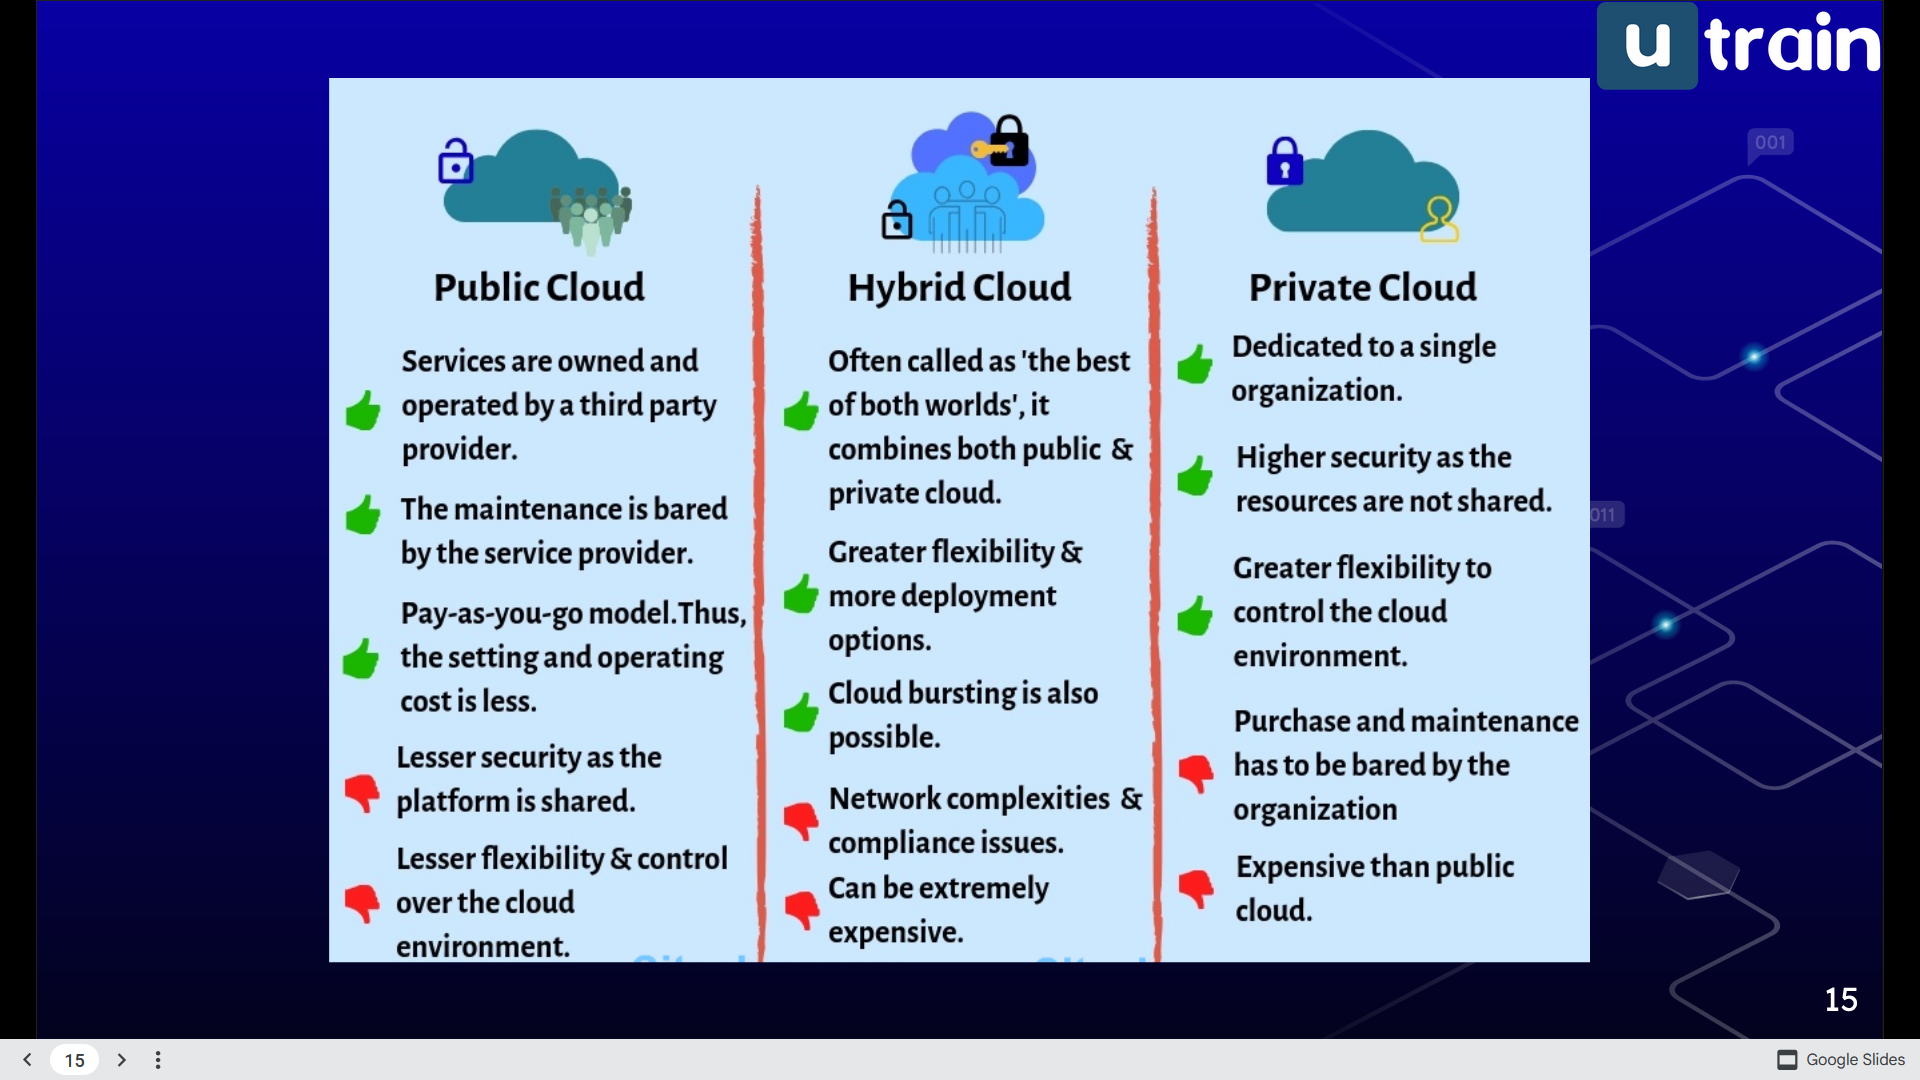 u train
001
Public Cloud
Services are owned and
operated by a third party
provider.
The maintenance is bared
by the service provider.
Pay-as-you-go model.Thus,
the setting and operating
cost is less.
Lesser security as the
platform is shared.
Lesser flexibility & control
over the cloud
environment.
Hybrid Cloud
Often called as 'the best
of both worlds', it
combines both public &
private cloud.
Greater flexibility &
more deployment
options.
Cloud bursting is also
possible.
Network complexities &
compliance issues.
Can be extremely
expensive.
Private Cloud
Dedicated to a single
organization.
Higher security as the
resources are not shared.
Greater flexibility to
control the cloud
environment.
Purchase and maintenance
has to be bared by the
organization
Expensive than public
cloud.
011
15
15
Google Slides